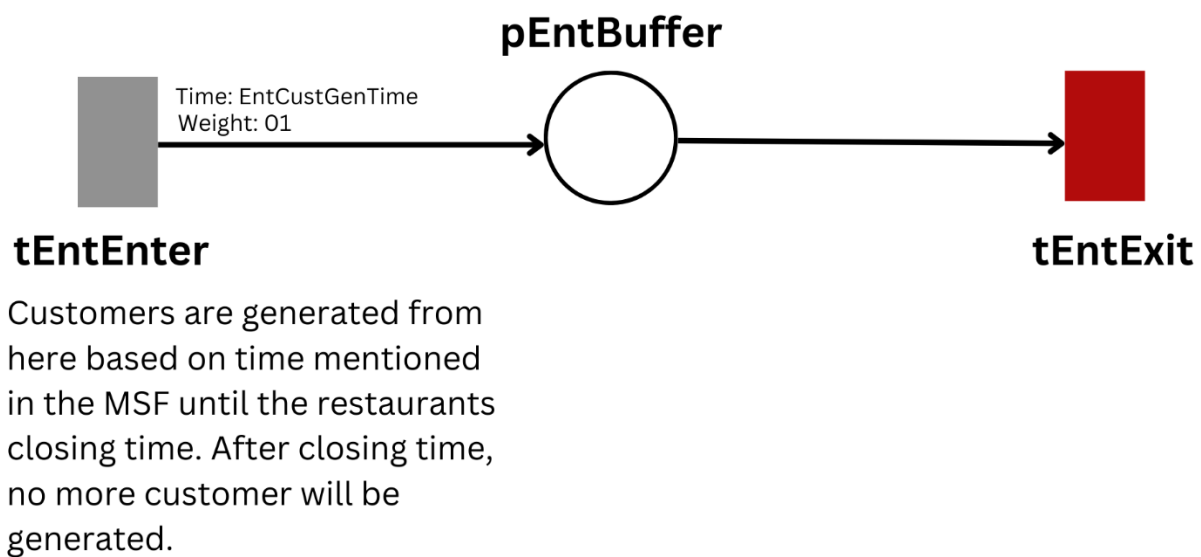 pEntBuffer
Time: EntCustGenTime
Weight: 01
tEntEnter
tEntExit
Customers are generated from
here based on time mentioned
in the MSF until the restaurants
closing time. After closing time,
no more customer will be
generated.